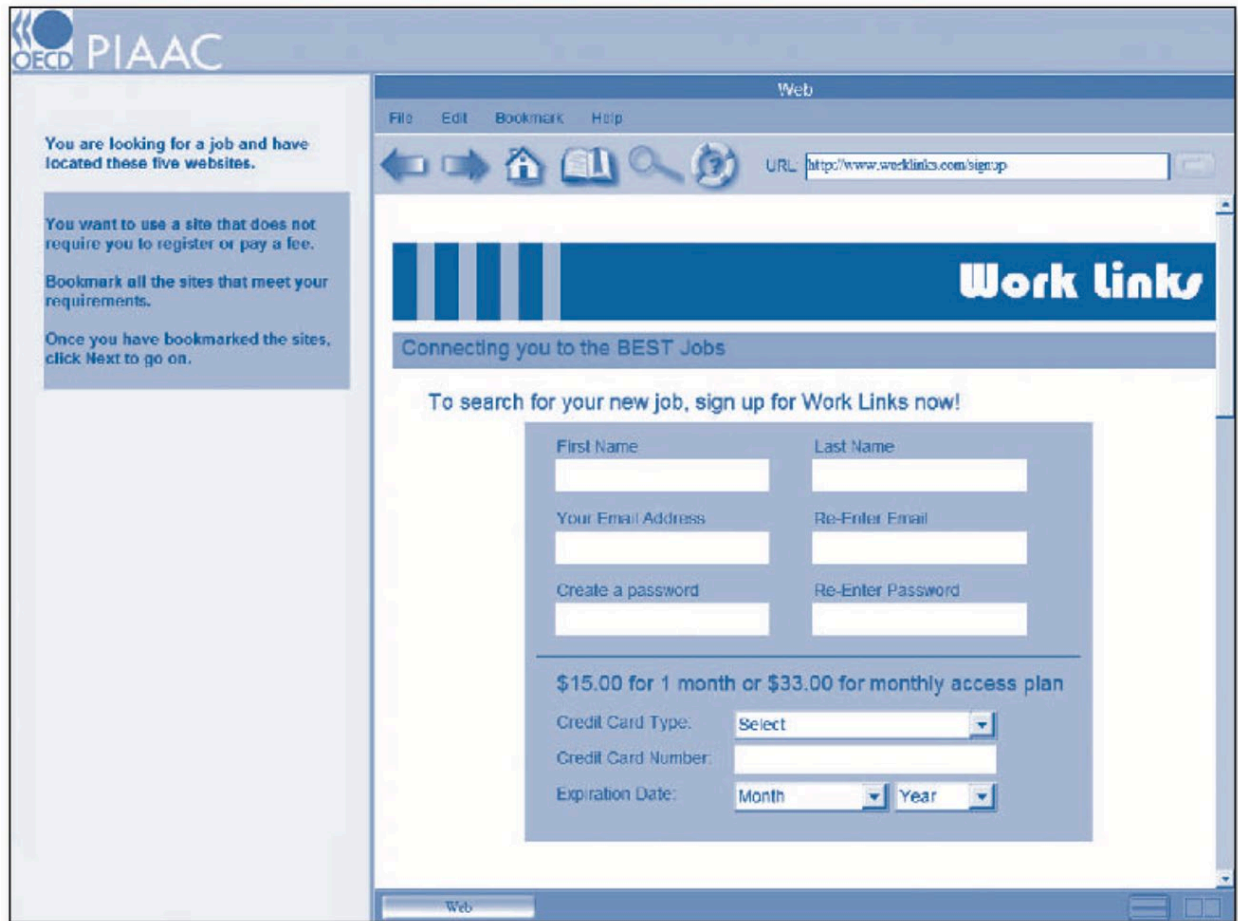 OECD PIAAC
You are looking for a job and have
located these five websites.
You want to use a site that does not
require you to register or pay a fee.
Bookmark all the sites that meet your
requirements.
Once you have bookmarked the sites,
click Next to go on.
Web
File Edit Bookmark Help
?
URL: http://www.worklinks.com/signup
Work Links
Connecting you to the BEST Jobs
To search for your new job, sign up for Work Links now!
First Name Last Name
Your Email Address Re-Enter Email
Create a password Re-Enter Password
$15.00 for 1 month or $33.00 for monthly access plan
Credit Card Type: Select
Credit Card Number:
Expiration Date: Month Year
Web